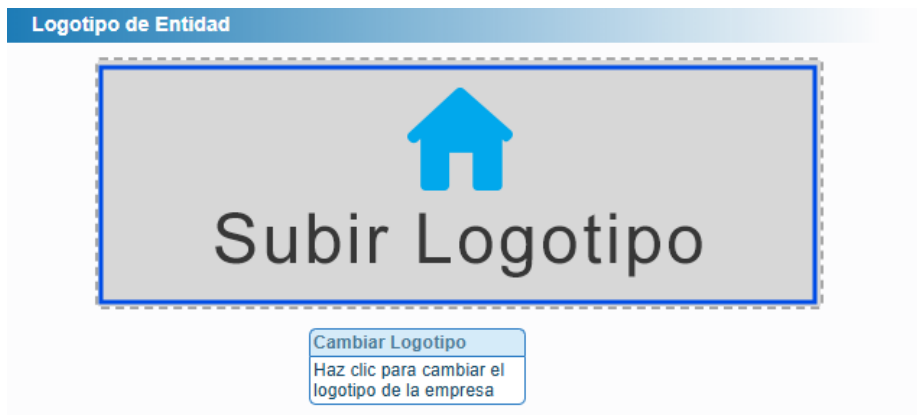 Logotipo de Entidad
Subir Logotipo
Cambiar Logotipo
Haz clic para cambiar el
logotipo de la empresa